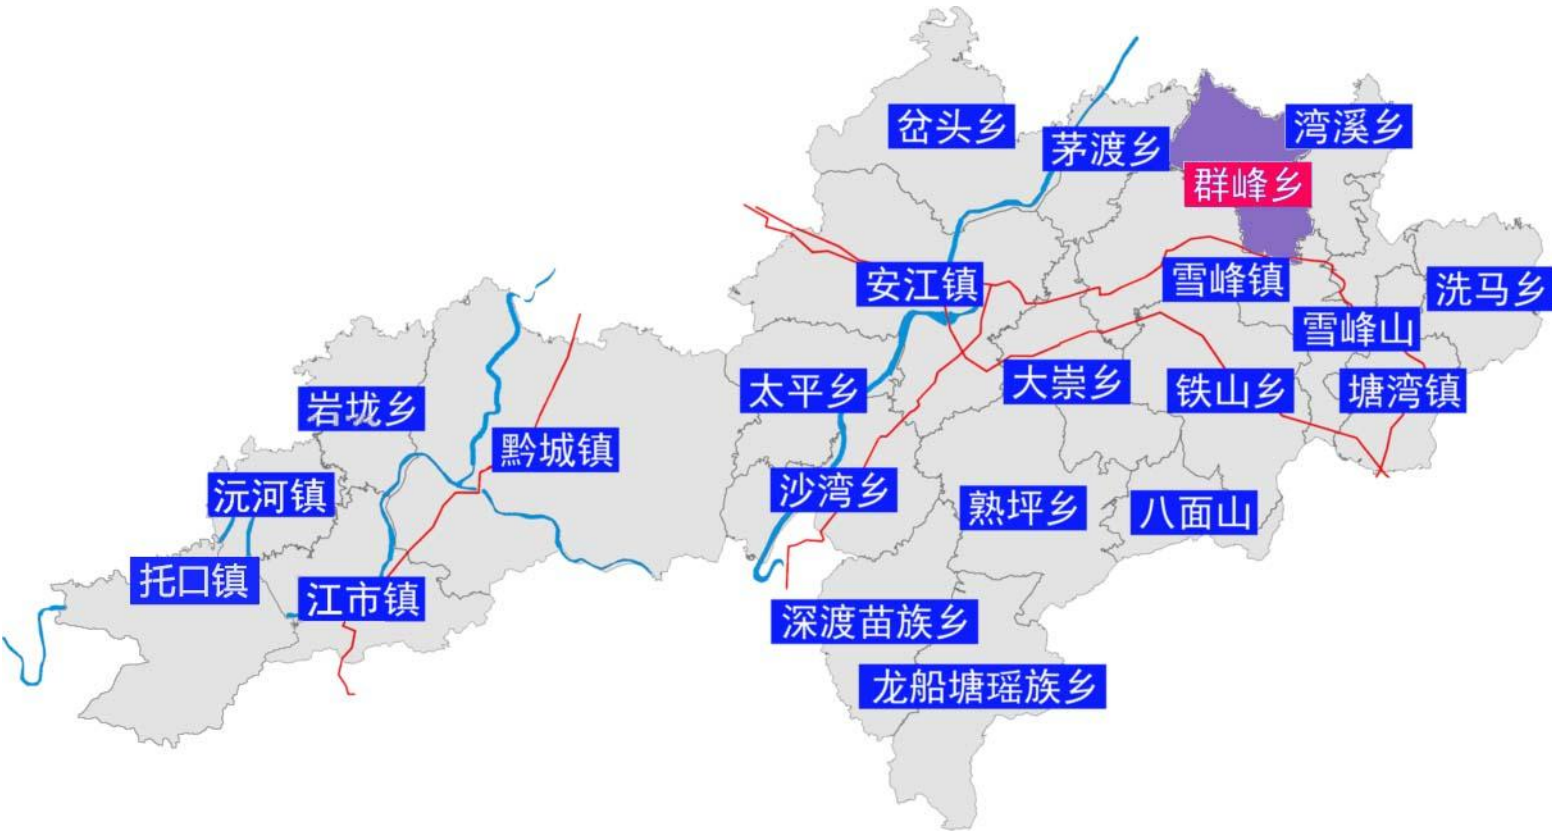 岔头乡
湾溪乡
茅渡乡
群峰乡
安江镇
雪峰镇
洗马乡
雪峰山
太平乡
大崇乡
铁山乡
塘湾镇
岩垅乡
黔城镇
沅河镇
沙湾乡
熟坪乡
八面山
托口镇
江市镇
深渡苗族乡
龙船塘瑶族乡